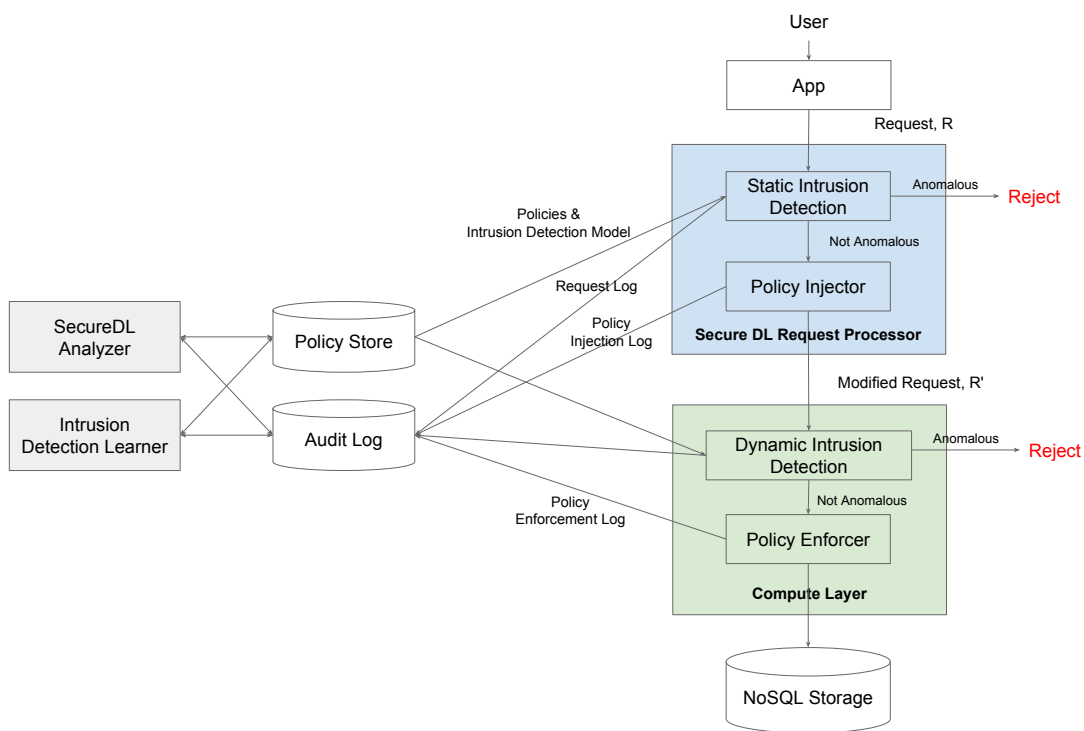 User
App
Request, R
Static Intrusion
Detection
Anomalous
Reject
Policies &
Intrusion Detection Model
Not Anomalous
Request Log
Policy Injector
Policy
Injection Log
Secure DL Request Processor
SecureDL
Analyzer
Policy Store
Modified Request, R'
Intrusion
Detection Learner
Audit Log
Dynamic Intrusion
Detection
Anomalous
Reject
Not Anomalous
Policy
Enforcement Log
Policy Enforcer
Compute Layer
NoSQL Storage